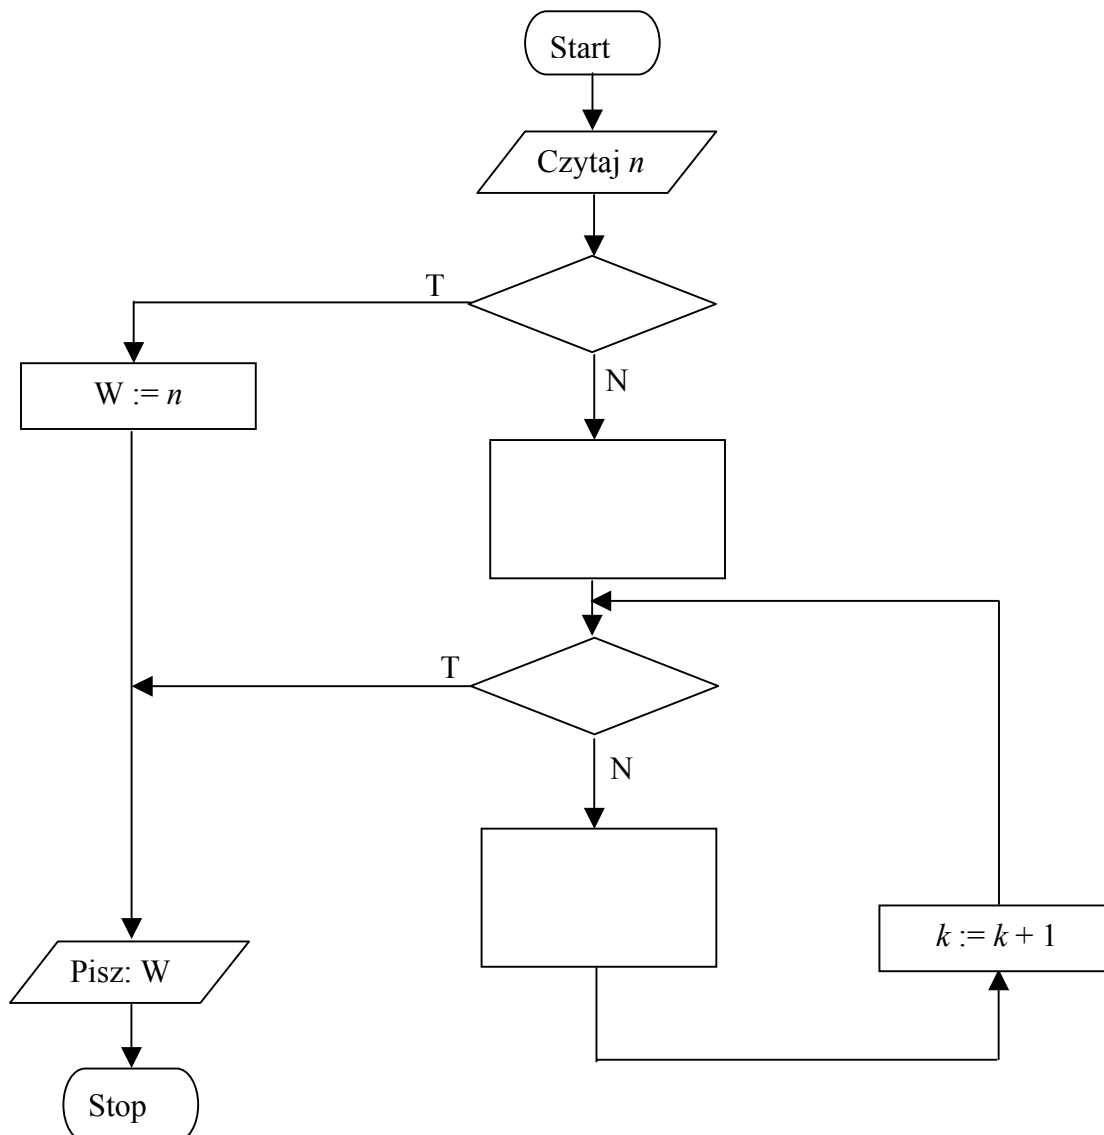 Start
Czytaj n
T
W := n
N
T
N
k := k + 1
Pisz: W
Stop